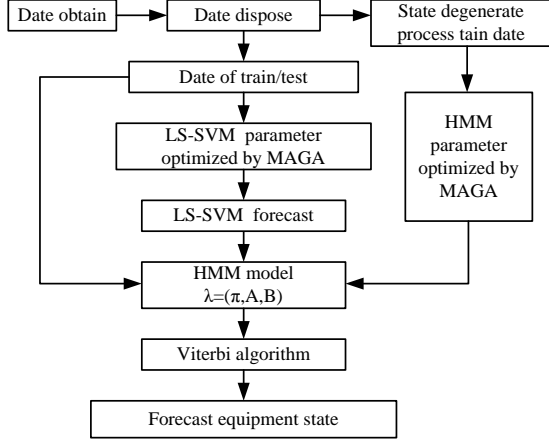 Date obtain
Date dispose
State degenerate
process tain date
Date of train/test
LS-SVM parameter
optimized by MAGA
HMM
parameter
optimized by
MAGA
LS-SVM forecast
HMM model
λ=(π,A,B)
Viterbi algorithm
Forecast equipment state